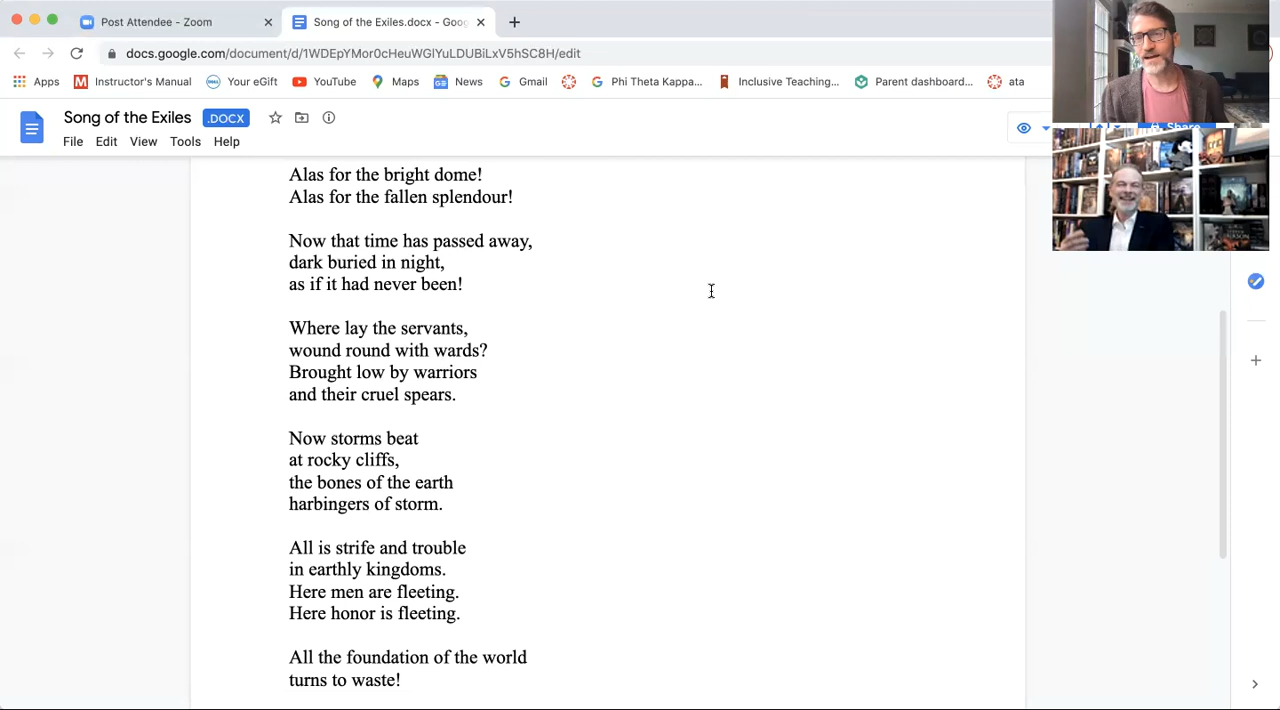 Post Attendee - Zoom
Song of the Exiles.docx - Goo
docs.google.com/document/d/1WDEpYMor0cHeuWGlYuLDUBiLxV5hSC8H/edit
Apps
Instructor's Manual
Your eGift
YouTube
Maps
News
Gmail
Phi Theta Kappa...
Inclusive Teaching...
Parent dashboard...
ata
Song of the Exiles
.DOCX
File
Edit
View
Tools
Help
Share
Alas for the bright dome!
Alas for the fallen splendour!
Now that time has passed away,
dark buried in night,
as if it had never been!
Where lay the servants,
wound round with wards?
Brought low by warriors
and their cruel spears.
Now storms beat
at rocky cliffs,
the bones of the earth
harbingers of storm.
All is strife and trouble
in earthly kingdoms.
Here men are fleeting.
Here honor is fleeting.
All the foundation of the world
turns to waste!